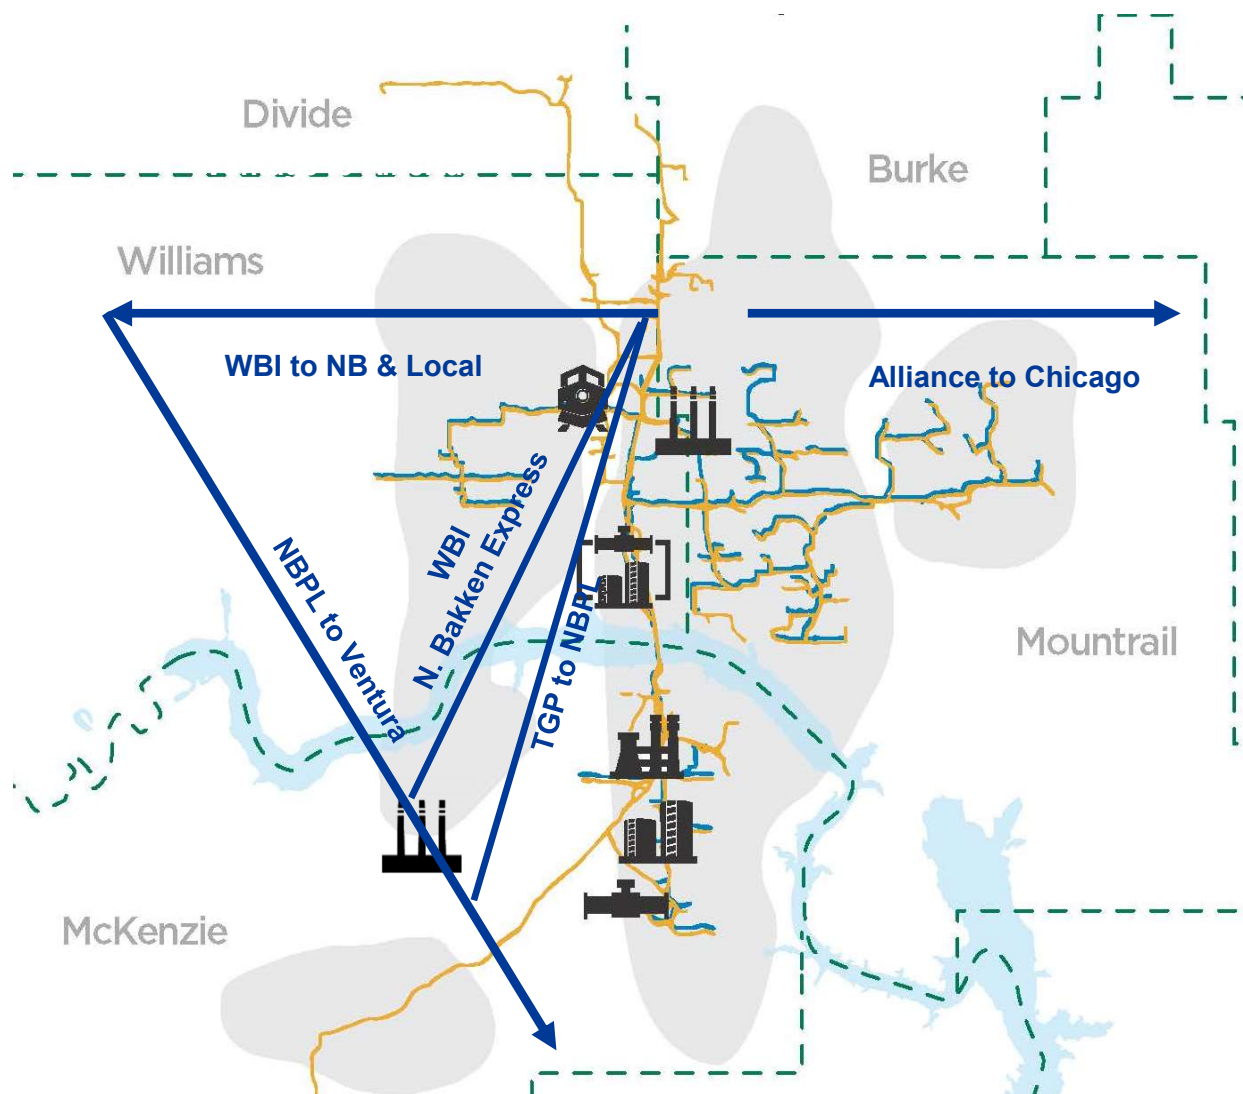 Divide
Burke
Williams
WBI to NB & Local
Alliance to Chicago
WBI
N. Bakken Express
NBPL to Ventura
TGP to NBPL
Mountrail
McKenzie